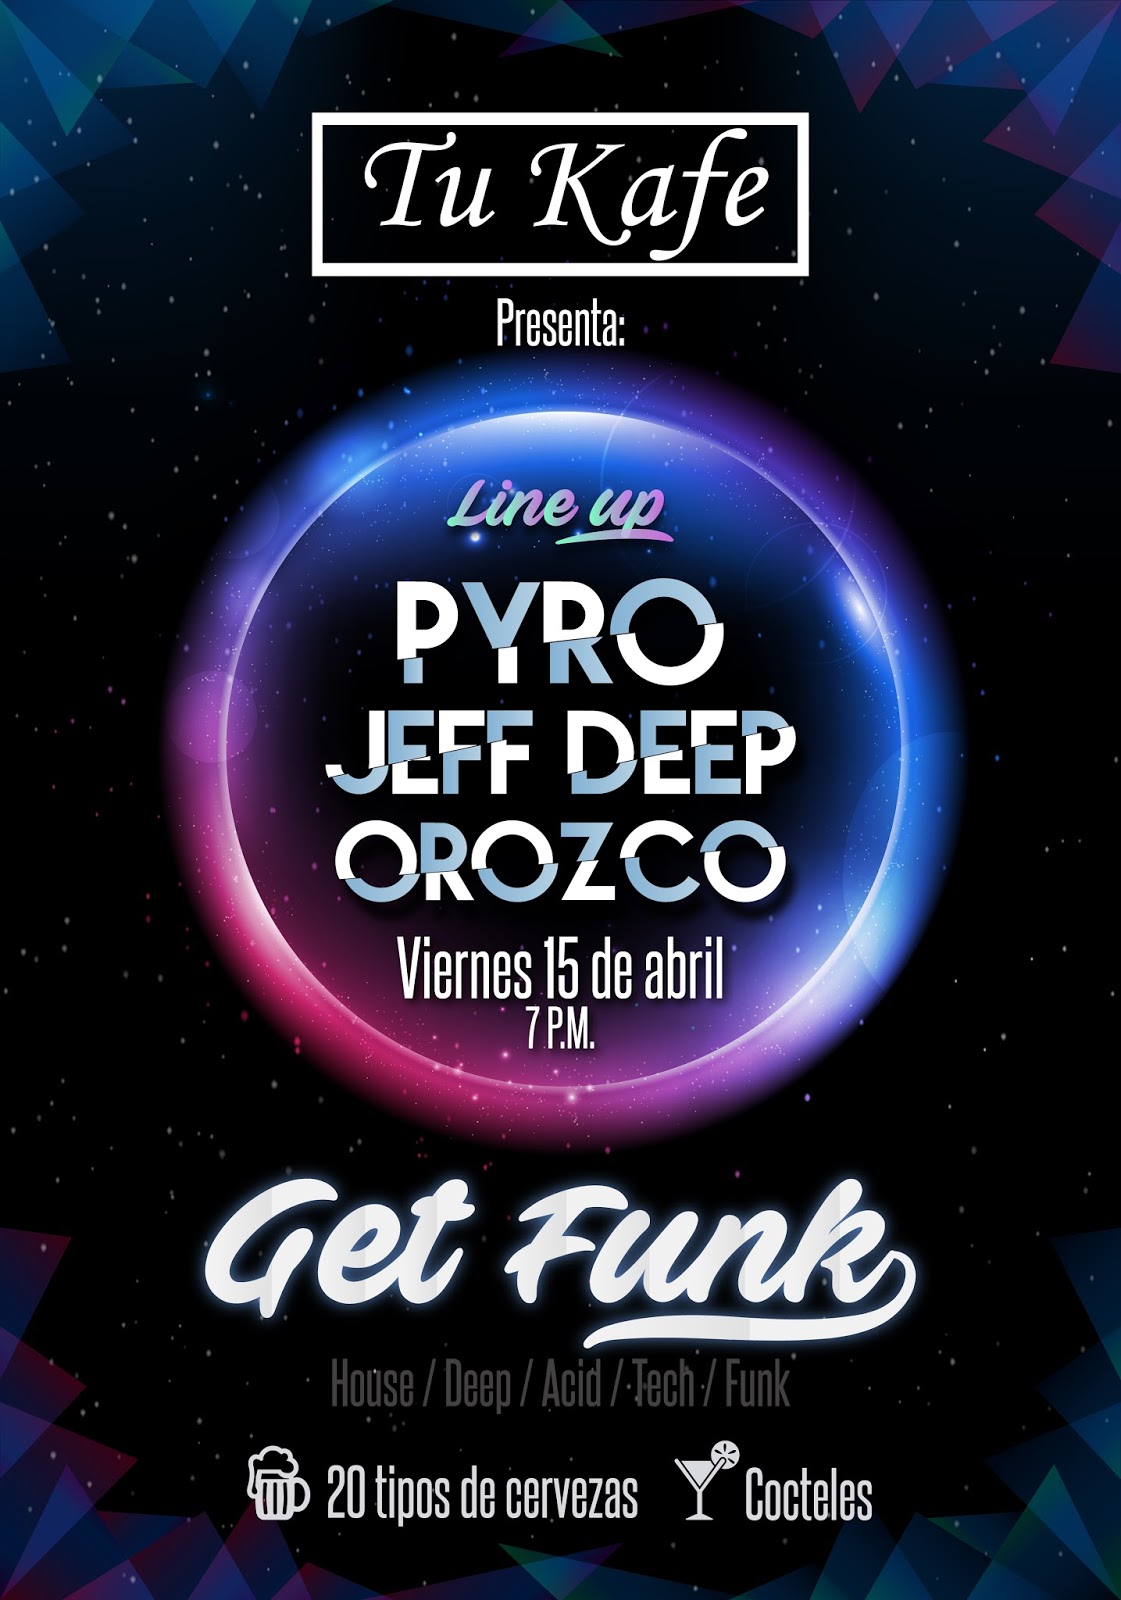 Tu Kafe
Presenta:
Line up
PYRO
JEFF DEEP
OROZCO
Viernes 15 de abril
7 P.M.
Get Funk
House / Deep / Acid / Tech / Funk
20 tipos de cervezas
Cocteles